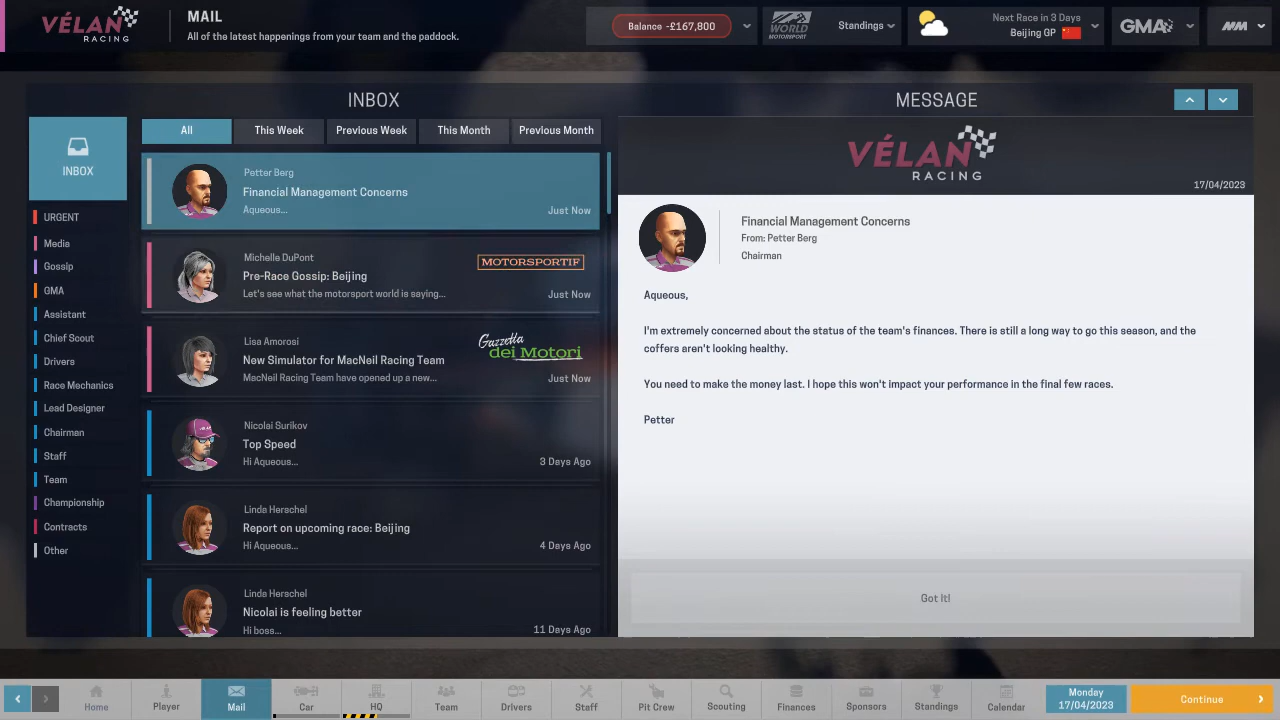 VÉLAN
RACING
MAIL
All of the latest happenings from your team and the paddock.
Balance -£167,800
WORLD
MOTORSPORT
Standings
Next Race in 3 Days
Beijing GP
GMA
INBOX
MESSAGE
INBOX
URGENT
Media
Gossip
GMA
Assistant
Chief Scout
Drivers
Race Mechanics
Lead Designer
Chairman
Staff
Team
Championship
Contracts
Other
All
This Week
Previous Week
This Month
Previous Month
Petter Berg
Financial Management Concerns
Aqueous...
Just Now
Michelle DuPont
MOTORSPORTIF
Pre-Race Gossip: Beijing
Let's see what the motorsport world is saying...
Just Now
Lisa Amorosi
Gazzetta
dei Motori
New Simulator for MacNeil Racing Team
MacNeil Racing Team have opened up a new...
Just Now
Nicolai Surikov
Top Speed
Hi Aqueous...
3 Days Ago
Linda Herschel
Report on upcoming race: Beijing
Hi Aqueous...
4 Days Ago
Linda Herschel
Nicolai is feeling better
Hi boss...
11 Days Ago
VÉLAN
RACING
17/04/2023
Financial Management Concerns
From: Petter Berg
Chairman
Aqueous,
I'm extremely concerned about the status of the team's finances. There is still a long way to go this season, and the
coffers aren't looking healthy.
You need to make the money last. I hope this won't impact your performance in the final few races.
Petter
Got It!
Home
Player
Mail
Car
HQ
Team
Drivers
Staff
Pit Crew
Scouting
Finances
Sponsors
Standings
Calendar
Monday
17/04/2023
Continue